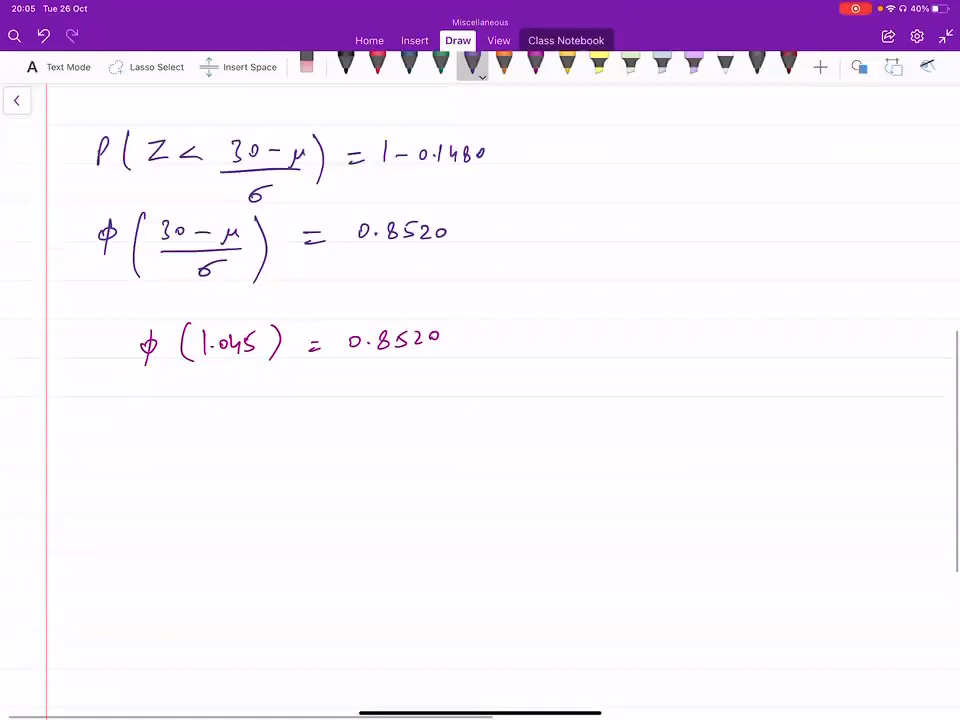 20:05 Tue 26 Oct
40%
Miscellaneous
Home Insert Draw View Class Notebook
Text Mode Lasso Select Insert Space
P ( Z < (30 - μ)/σ ) = 1 - 0.1480
ϕ ( (30 - μ)/σ ) = 0.8520
ϕ (1.045) = 0.8520